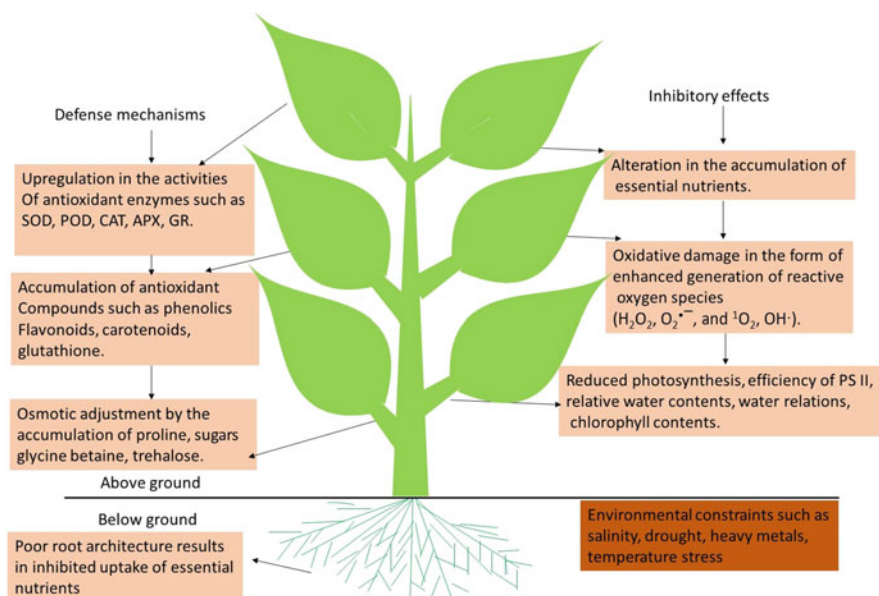 Defense mechanisms
Upregulation in the activities
Of antioxidant enzymes such as
SOD, POD, CAT, APX, GR.
Accumulation of antioxidant
Compounds such as phenolics
Flavonoids, carotenoids,
glutathione.
Osmotic adjustment by the
accumulation of proline, sugars
glycine betaine, trehalose.
Above ground
Below ground
Poor root architecture results
in inhibited uptake of essential
nutrients
Inhibitory effects
Alteration in the accumulation of
essential nutrients.
Oxidative damage in the form of
enhanced generation of reactive
oxygen species
(H₂O₂, O₂•⁻, and ¹O₂, OH·).
Reduced photosynthesis, efficiency of PS II,
relative water contents, water relations,
chlorophyll contents.
Environmental constraints such as
salinity, drought, heavy metals,
temperature stress